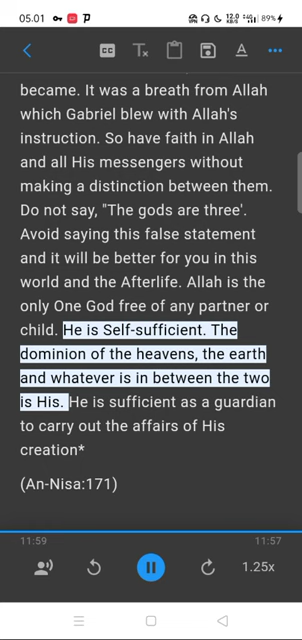 05.01
12.0
KB/S
89%
CC
became. It was a breath from Allah
which Gabriel blew with Allah's
instruction. So have faith in Allah
and all His messengers without
making a distinction between them.
Do not say, "The gods are three'.
Avoid saying this false statement
and it will be better for you in this
world and the Afterlife. Allah is the
only One God free of any partner or
child. He is Self-sufficient. The
dominion of the heavens, the earth
and whatever is in between the two
is His. He is sufficient as a guardian
to carry out the affairs of His
creation*
(An-Nisa:171)
11:59 11:57
1.25x